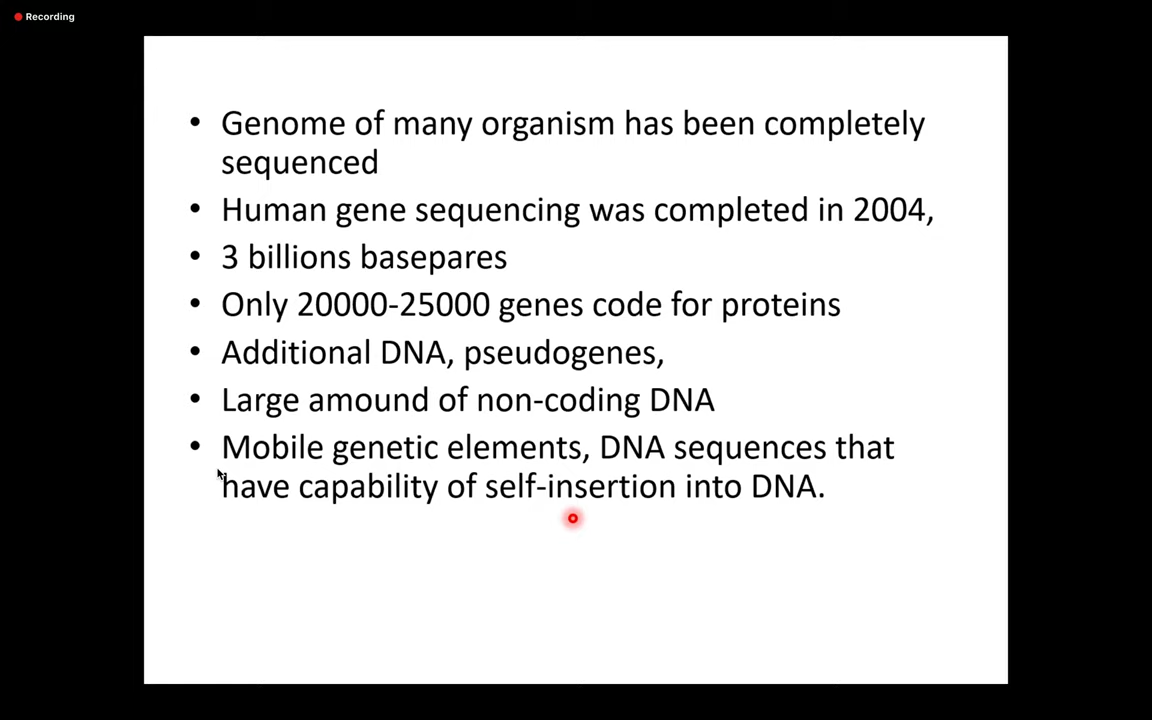 Recording
• Genome of many organism has been completely
sequenced
• Human gene sequencing was completed in 2004,
• 3 billions basepares
• Only 20000-25000 genes code for proteins
• Additional DNA, pseudogenes,
• Large amount of non-coding DNA
• Mobile genetic elements, DNA sequences that
have capability of self-insertion into DNA.